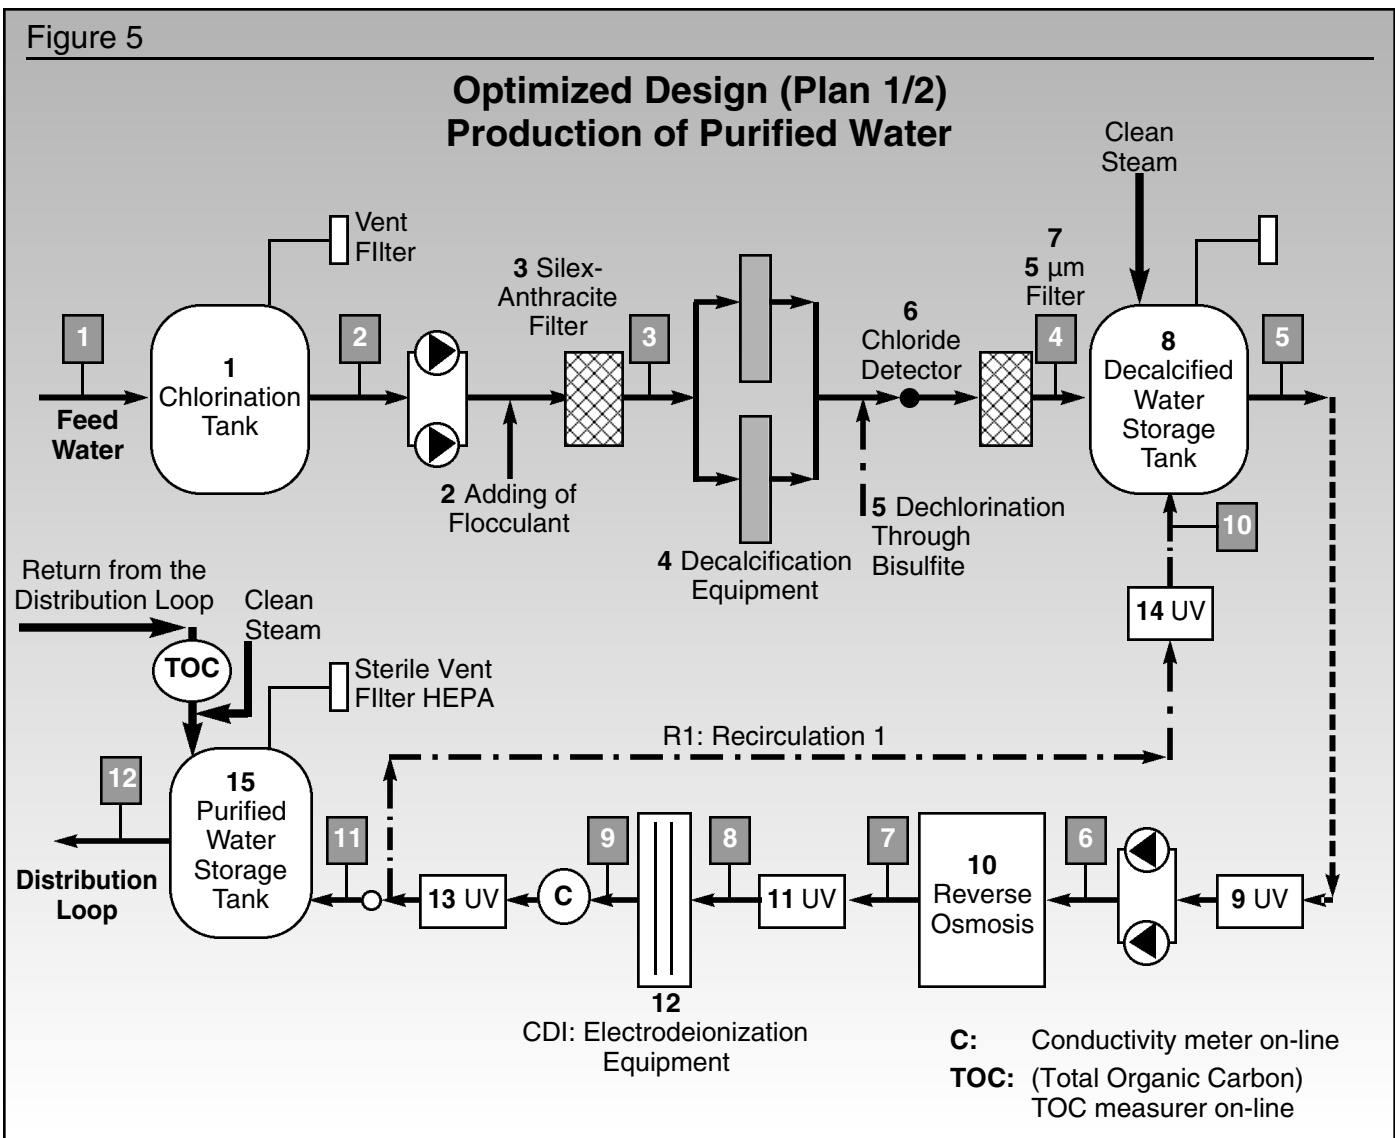 Figure 5
Optimized Design (Plan 1/2)
Production of Purified Water
Clean
Steam
Vent
FIlter
3 Silex-
Anthracite
Filter
7
5 µm
Filter
6
Chloride
Detector
1
2
3
4
5
1
Chlorination
Tank
8
Decalcified
Water
Storage
Tank
Feed
Water
2 Adding of
Flocculant
4 Decalcification
Equipment
5 Dechlorination
Through
Bisulfite
10
14 UV
Return from the
Distribution Loop
Clean
Steam
TOC
Sterile Vent
FIlter HEPA
R1: Recirculation 1
12
15
Purified
Water
Storage
Tank
Distribution
Loop
11
13 UV
C
9
8
11 UV
7
10
Reverse
Osmosis
6
9 UV
12
CDI: Electrodeionization
Equipment
C: Conductivity meter on-line
TOC: (Total Organic Carbon)
TOC measurer on-line